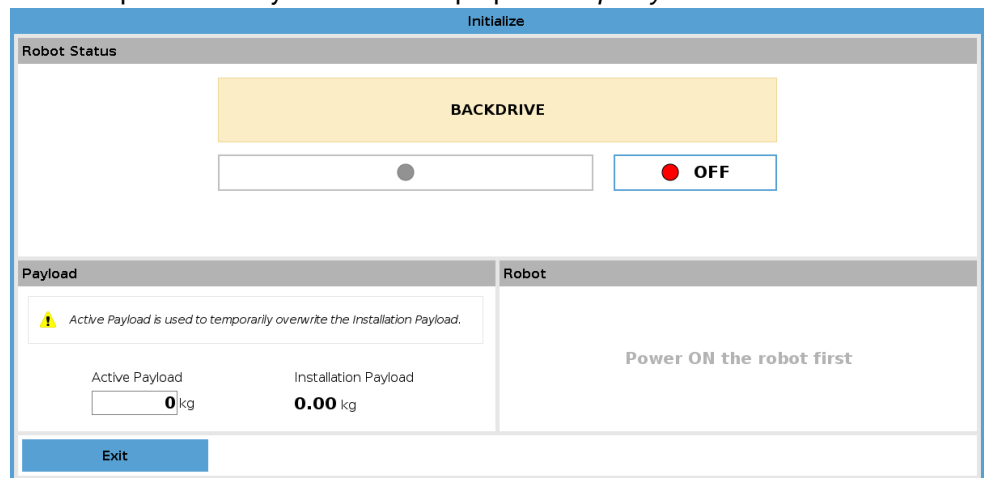 Initialize
Robot Status
BACKDRIVE
OFF
Payload
Robot
Active Payload is used to temporarily overwrite the Installation Payload.
Power ON the robot first
Active Payload
Installation Payload
0 kg
0.00 kg
Exit